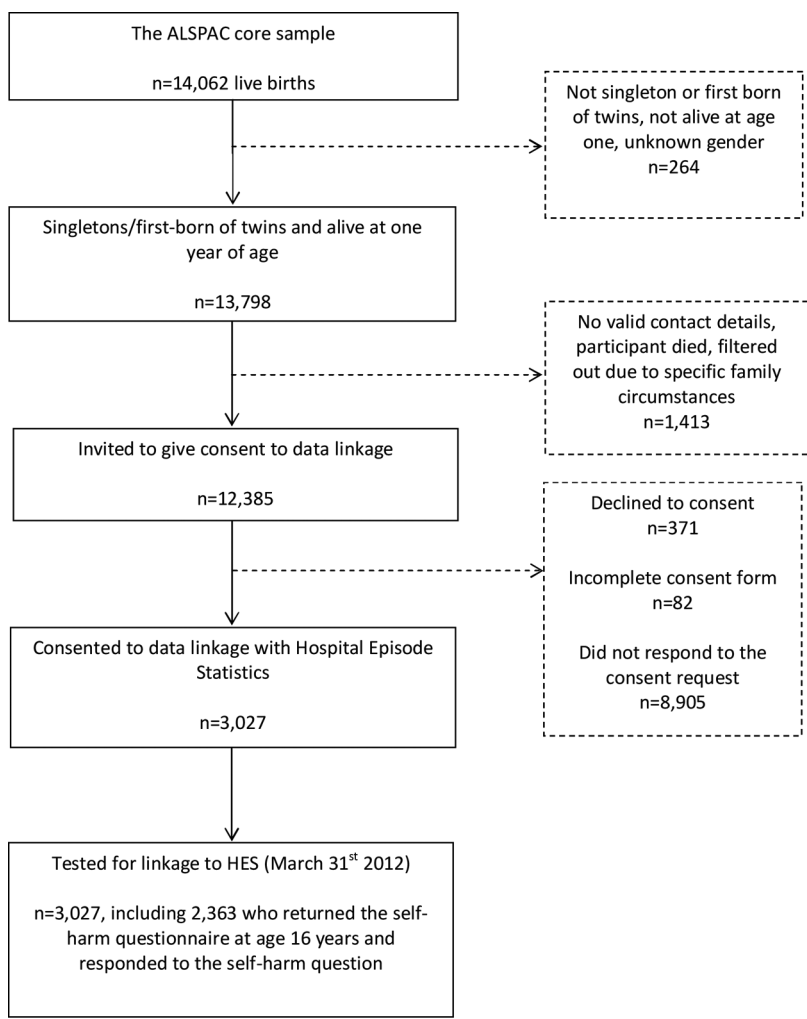 The ALSPAC core sample
n=14,062 live births
Not singleton or first born
of twins, not alive at age
one, unknown gender
n=264
Singletons/first-born of twins and alive at one
year of age
n=13,798
No valid contact details,
participant died, filtered
out due to specific family
circumstances
n=1,413
Invited to give consent to data linkage
n=12,385
Declined to consent
n=371
Incomplete consent form
n=82
Did not respond to the
consent request
n=8,905
Consented to data linkage with Hospital Episode
Statistics
n=3,027
Tested for linkage to HES (March 31st 2012)
n=3,027, including 2,363 who returned the self-
harm questionnaire at age 16 years and
responded to the self-harm question